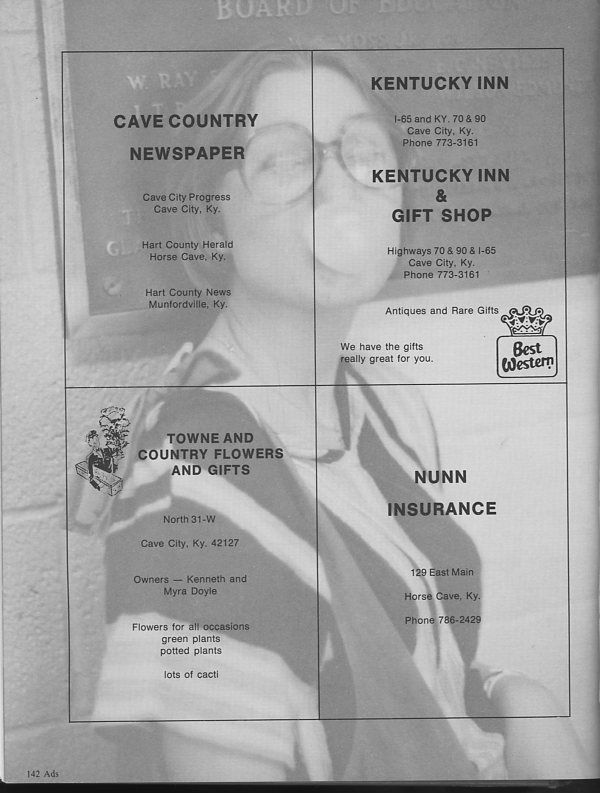 BOARD OF EDUCATION
W. RAY
CAVE COUNTRY
NEWSPAPER
Cave City Progress
Cave City, Ky.
Hart County Herald
Horse Cave, Ky.
Hart County News
Munfordville, Ky.
KENTUCKY INN
I-65 and KY. 70 & 90
Cave City, Ky.
Phone 773-3161
KENTUCKY INN
&
GIFT SHOP
Highways 70 & 90 & I-65
Cave City, Ky.
Phone 773-3161
Antiques and Rare Gifts
We have the gifts
really great for you.
Best
Western
TOWNE AND
COUNTRY FLOWERS
AND GIFTS
North 31-W
Cave City, Ky. 42127
Owners — Kenneth and
Myra Doyle
Flowers for all occasions
green plants
potted plants
lots of cacti
NUNN
INSURANCE
129 East Main
Horse Cave, Ky.
Phone 786-2429
142 Ads